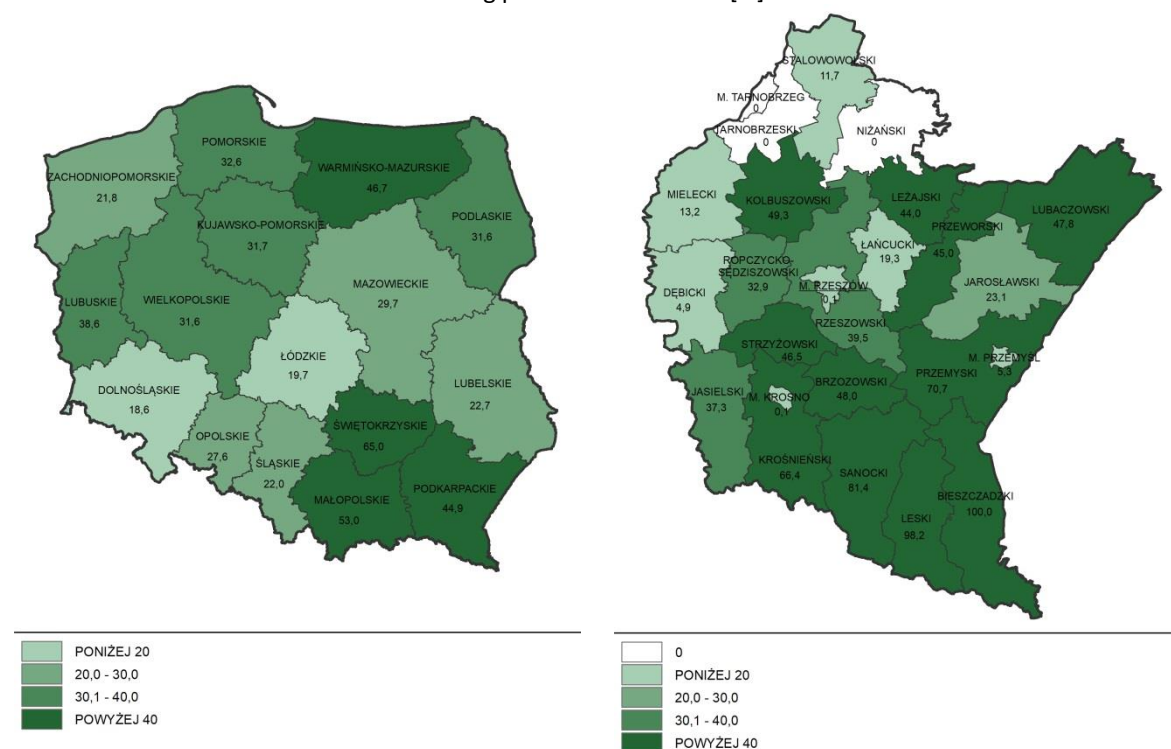 POMORSKIE
32,6
WARMIŃSKO-MAZURSKIE
46,7
ZACHODNIOPOMORSKIE
21,8
PODLASKIE
31,6
KUJAWSKO-POMORSKIE
31,7
MAZOWIECKIE
29,7
LUBUSKIE
38,6
WIELKOPOLSKIE
31,6
ŁÓDZKIE
19,7
DOLNOŚLĄSKIE
18,6
LUBELSKIE
22,7
OPOLSKIE
27,6
ŚLĄSKIE
22,0
ŚWIĘTOKRZYSKIE
65,0
MAŁOPOLSKIE
53,0
PODKARPACKIE
44,9
PONIŻEJ 20
20,0 - 30,0
30,1 - 40,0
POWYŻEJ 40
STALOWOWOLSKI
11,7
M. TARNOBRZEG
0
TARNOBRZESKI
0
NIŻAŃSKI
0
MIELECKI
13,2
KOLBUSZOWSKI
49,3
LEŻAJSKI
44,0
LUBACZOWSKI
47,8
PRZEWORSKI
45,0
ŁAŃCUCKI
19,3
ROPCZYCKO-
SĘDZISZOWSKI
32,9
M. RZESZÓW
0,1
JAROSŁAWSKI
23,1
DĘBICKI
4,9
RZESZOWSKI
39,5
STRZYŻOWSKI
46,5
M. PRZEMYŚL
5,3
PRZEMYSKI
70,7
JASIELSKI
37,3
M. KROSNO
0,1
BRZOZOWSKI
48,0
KROŚNIEŃSKI
66,4
SANOCKI
81,4
LESKI
98,2
BIESZCZADZKI
100,0
0
PONIŻEJ 20
20,0 - 30,0
30,1 - 40,0
POWYŻEJ 40